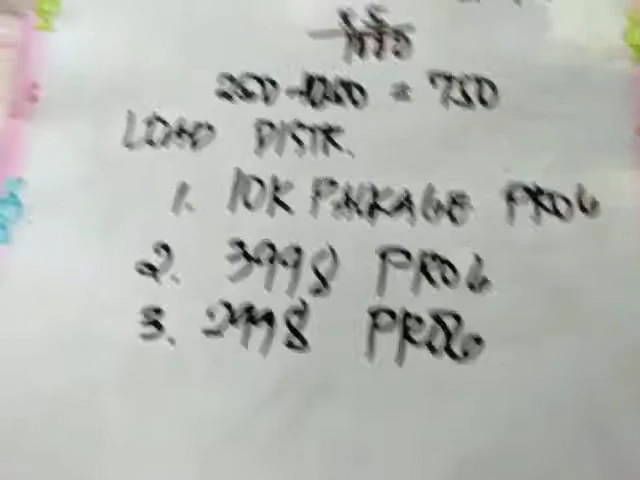 250 - 1000 = 750
LOAD DISTR.
1. 10K PACKAGE PROG
2. 3998 PROG
3. 2998 PROG